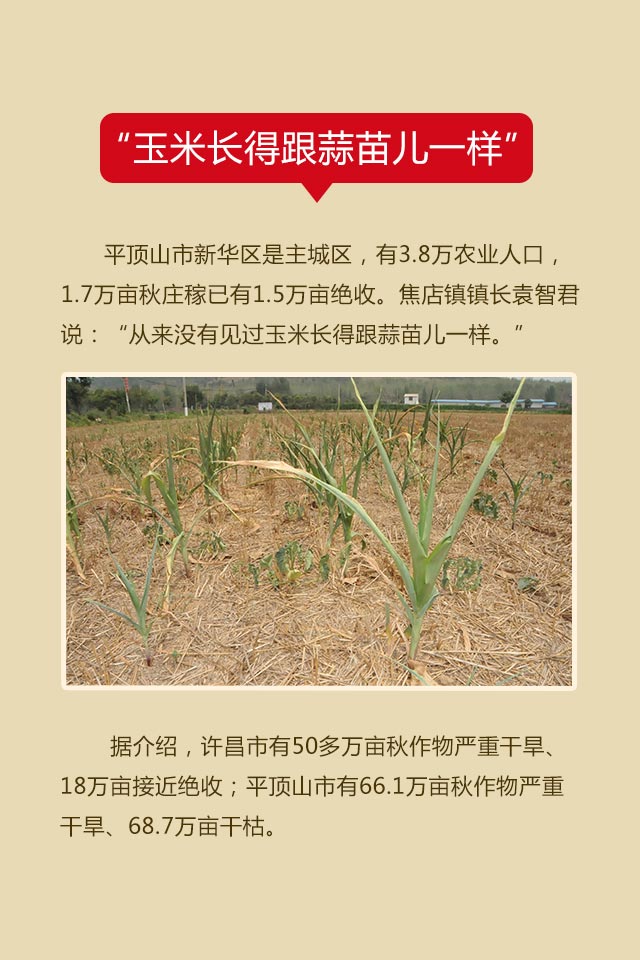 “玉米长得跟蒜苗儿一样”
平顶山市新华区是主城区，有3.8万农业人口，
1.7万亩秋庄稼已有1.5万亩绝收。焦店镇镇长袁智君
说：“从来没有见过玉米长得跟蒜苗儿一样。”
据介绍，许昌市有50多万亩秋作物严重干旱、
18万亩接近绝收；平顶山市有66.1万亩秋作物严重
干旱、68.7万亩干枯。